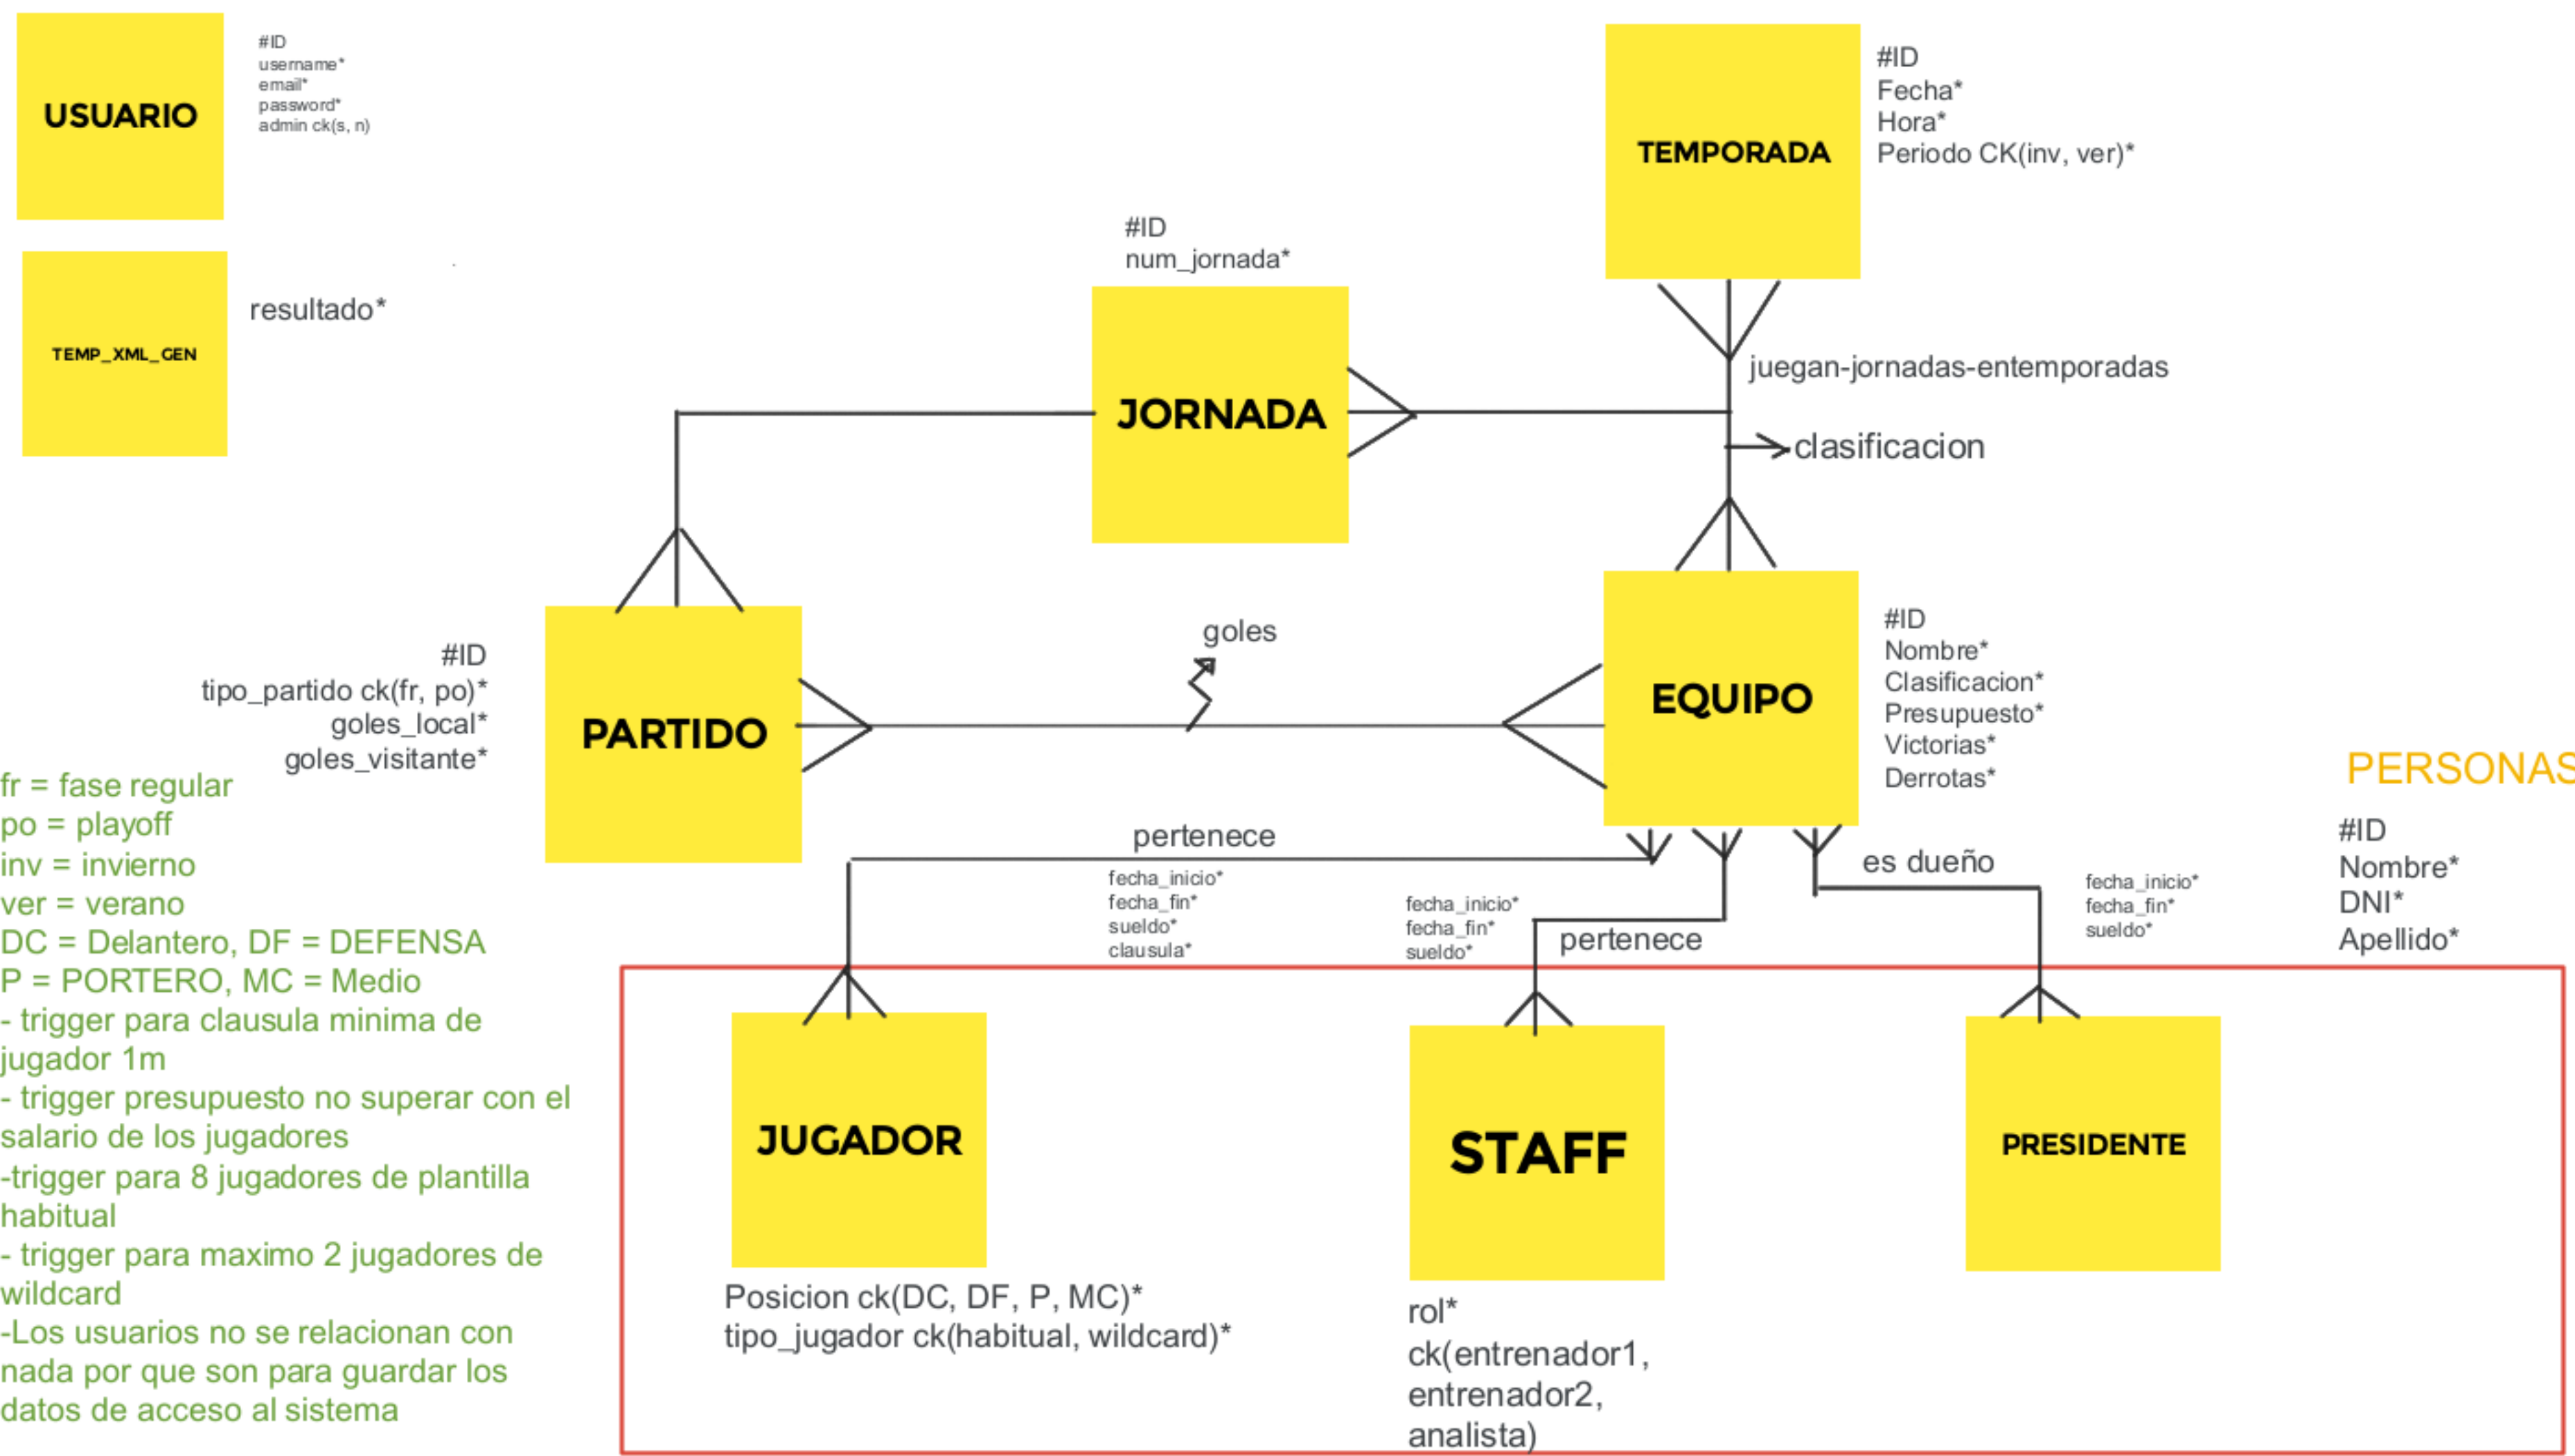 USUARIO
#ID
username*
email*
password*
admin ck(s, n)
TEMP_XML_GEN
resultado*
TEMPORADA
#ID
Fecha*
Hora*
Periodo CK(inv, ver)*
#ID
num_jornada*
JORNADA
juegan-jornadas-entemporadas
clasificacion
PARTIDO
#ID
tipo_partido ck(fr, po)*
goles_local*
goles_visitante*
goles
EQUIPO
#ID
Nombre*
Clasificacion*
Presupuesto*
Victorias*
Derrotas*
PERSONAS
#ID
Nombre*
DNI*
Apellido*
fr = fase regular
po = playoff
inv = invierno
ver = verano
DC = Delantero, DF = DEFENSA
P = PORTERO, MC = Medio
- trigger para clausula minima de
jugador 1m
- trigger presupuesto no superar con el
salario de los jugadores
-trigger para 8 jugadores de plantilla
habitual
- trigger para maximo 2 jugadores de
wildcard
-Los usuarios no se relacionan con
nada por que son para guardar los
datos de acceso al sistema
pertenece
fecha_inicio*
fecha_fin*
sueldo*
clausula*
fecha_inicio*
fecha_fin*
sueldo*
pertenece
es dueño
fecha_inicio*
fecha_fin*
sueldo*
JUGADOR
Posicion ck(DC, DF, P, MC)*
tipo_jugador ck(habitual, wildcard)*
STAFF
rol*
ck(entrenador1,
entrenador2,
analista)
PRESIDENTE